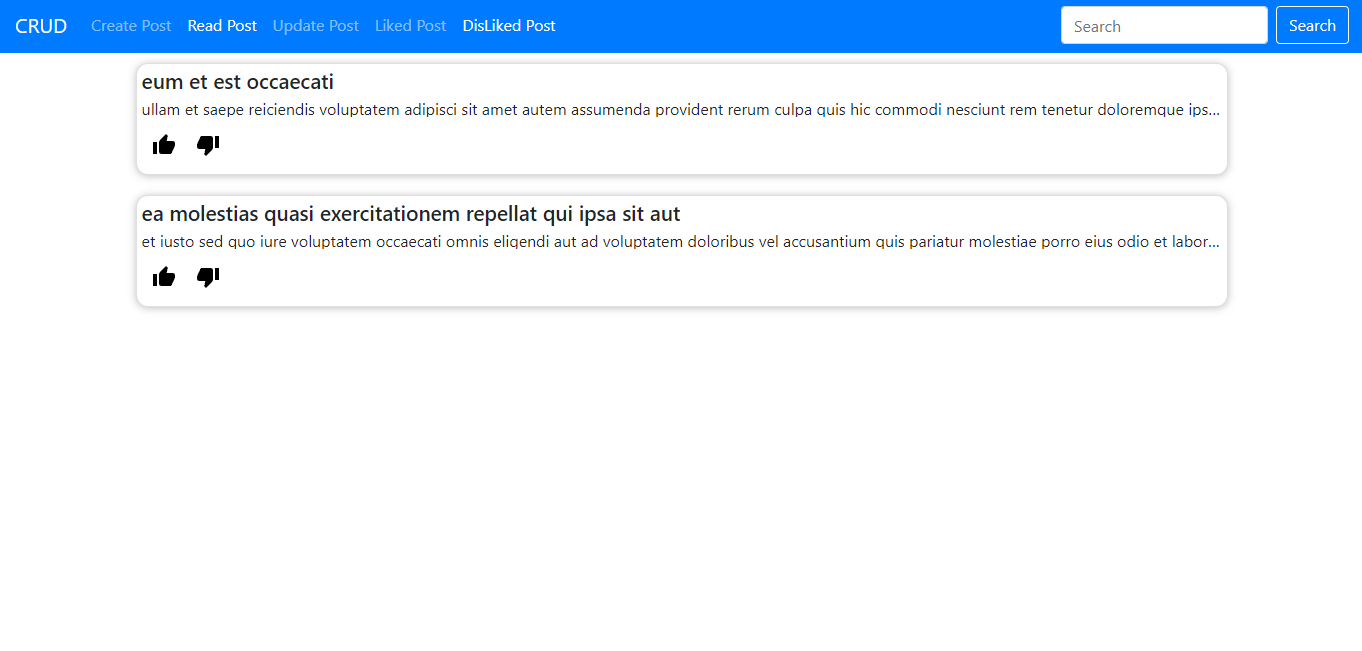 CRUD Create Post Read Post Update Post Liked Post DisLiked Post Search Search
eum et est occaecati
ullam et saepe reiciendis voluptatem adipisci sit amet autem assumenda provident rerum culpa quis hic commodi nesciunt rem tenetur doloremque ips...
ea molestias quasi exercitationem repellat qui ipsa sit aut
et iusto sed quo iure voluptatem occaecati omnis eligendi aut ad voluptatem doloribus vel accusantium quis pariatur molestiae porro eius odio et labor...